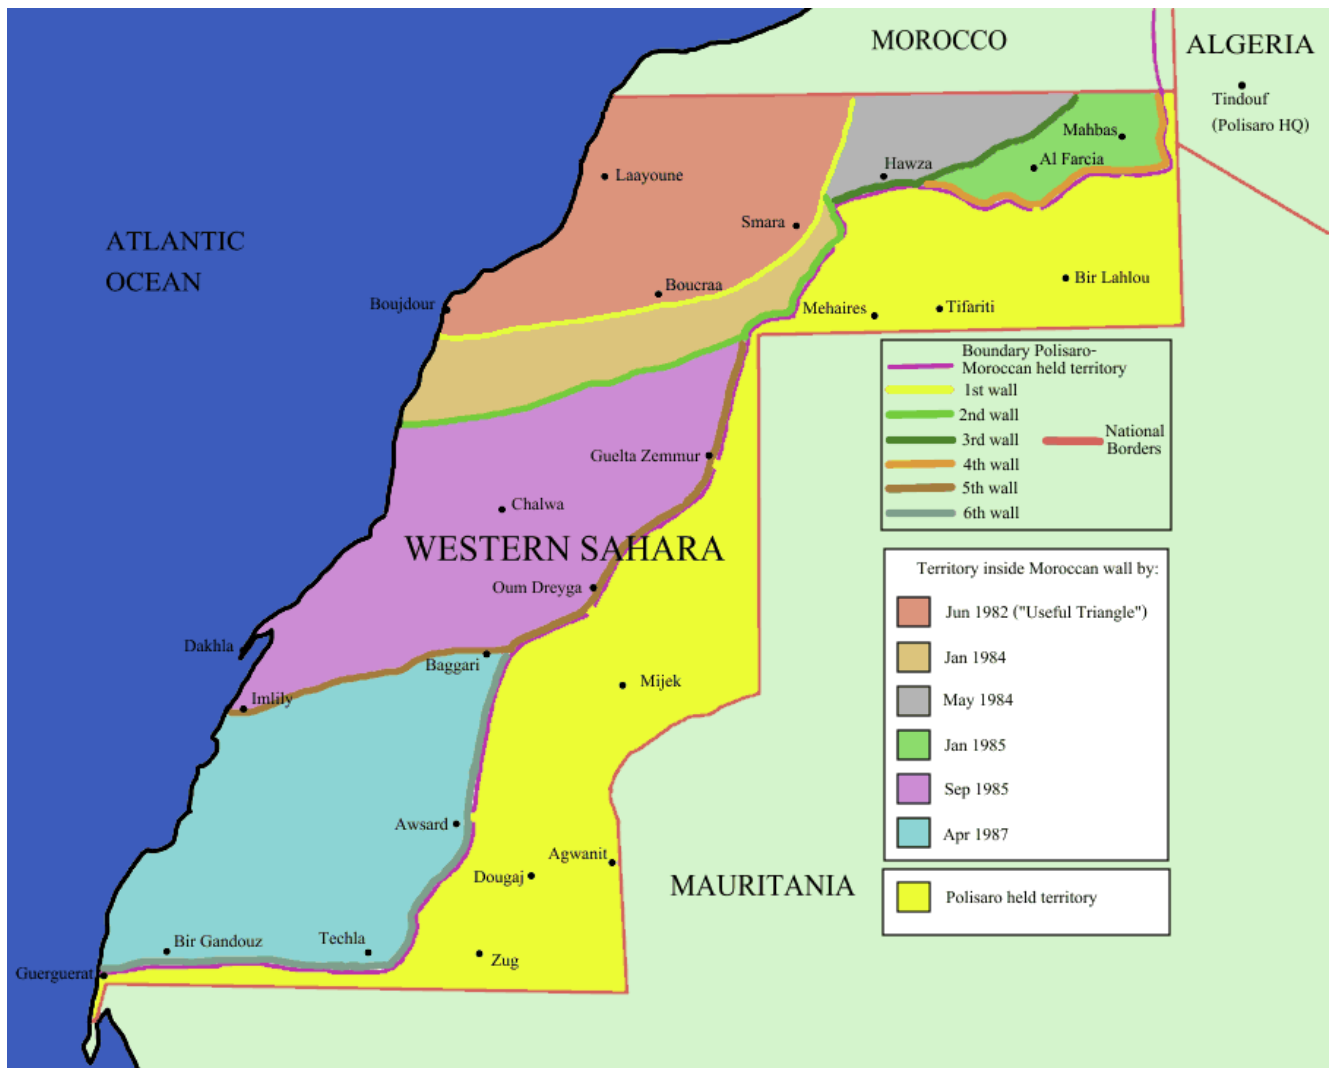 MOROCCO
ALGERIA
Tindouf
(Polisaro HQ)
Mahbas
Al Farcia
Hawza
Laayoune
Smara
ATLANTIC
OCEAN
Boucraa
Bir Lahlou
Boujdour
Mehaires
Tifariti
Boundary Polisaro-
Moroccan held territory
1st wall
2nd wall
3rd wall
4th wall
5th wall
6th wall
National
Borders
Guelta Zemmur
Chalwa
WESTERN SAHARA
Oum Dreyga
Dakhla
Baggari
Imlily
Mijek
Territory inside Moroccan wall by:
Jun 1982 ("Useful Triangle")
Jan 1984
May 1984
Jan 1985
Sep 1985
Apr 1987
Polisaro held territory
Awsard
Agwanit
Dougaj
MAURITANIA
Bir Gandouz
Techla
Zug
Guerguerat